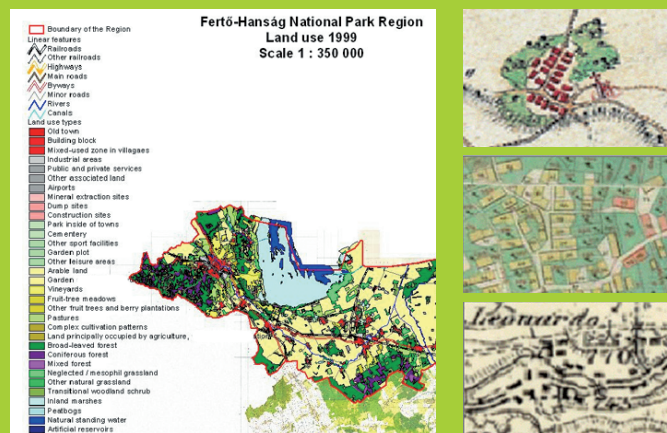 Fertő-Hanság National Park Region
Land use 1999
Scale 1 : 350 000
Boundary of the Region
Linear features
Railroads
Other railroads
Highways
Main roads
Byways
Minor roads
Rivers
Canals
Land use types
Old town
Building block
Mixed-used zone in villagaes
Industrial areas
Public and private services
Other associated land
Airports
Mineral extraction sites
Dump sites
Construction sites
Park inside of towns
Cementery
Other sport facilities
Garden plot
Other leisure areas
Arable land
Garden
Vineyards
Fruit-tree meadows
Other fruit trees and berry plantations
Pastures
Complex cultivation patterns
Land principally occupied by agriculture,
Broad-leaved forest
Coniferous forest
Mixed forest
Neglected / mesophil grassland
Other natural grassland
Transitional woodland schrub
Inland marshes
Peatbogs
Natural standing water
Artificial reservoirs